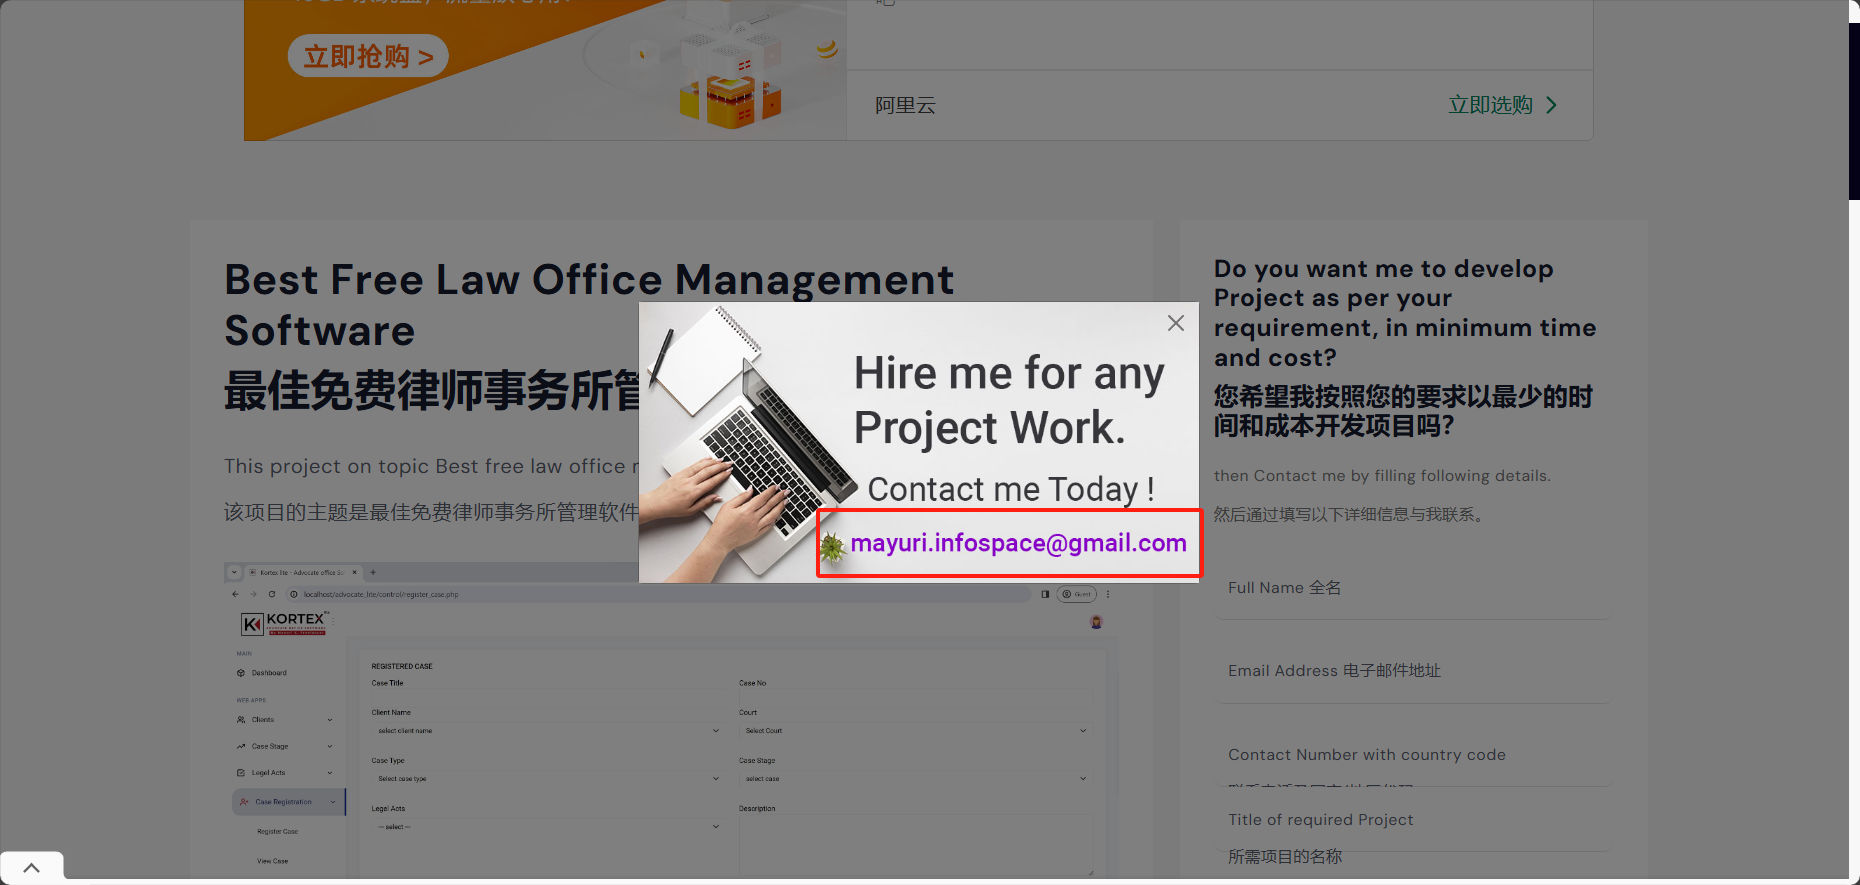 立即抢购 >
阿里云
立即选购
Best Free Law Office Management
Software
最佳免费律师事务所管
This project on topic Best free law office
该项目的主题是最佳免费律师事务所管理软件
Hire me for any
Project Work.
Contact me Today !
mayuri.infospace@gmail.com
Kortex lite - Advocate office So
localhost/advocate_lite/control/register_case.php
Guest
KORTEX
MAIN
Dashboard
WEB APPS
Clients
Case Stage
Legal Acts
Case Registration
Register Case
View Case
REGISTERED CASE
Case Title
Case No
Client Name
Court
select client name
Select Court
Case Type
Case Stage
Select case type
select case
Legal Acts
Description
-- select --
Do you want me to develop
Project as per your
requirement, in minimum time
and cost?
您希望我按照您的要求以最少的时
间和成本开发项目吗?
then Contact me by filling following details.
然后通过填写以下详细信息与我联系。
Full Name 全名
Email Address 电子邮件地址
Contact Number with country code
Title of required Project
所需项目的名称